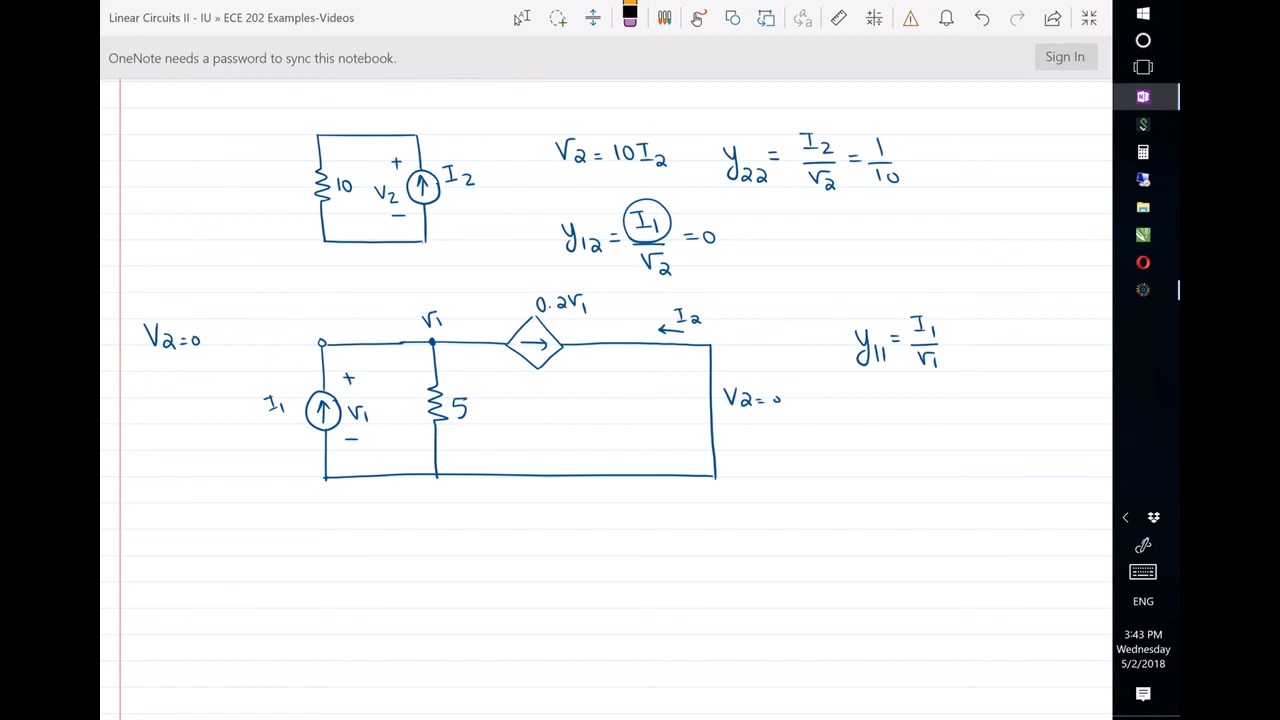 Linear Circuits II - IU » ECE 202 Examples-Videos
OneNote needs a password to sync this notebook.
Sign In
10
+
V2
−
I2
V2 = 10I2
y22 = I2/V2 = 1/10
y12 = I1/V2 = 0
V2=0
V1
0.2V1
I2
y11 = I1/V1
I1
+
V1
−
5
V2=0
ENG
3:43 PM
Wednesday
5/2/2018